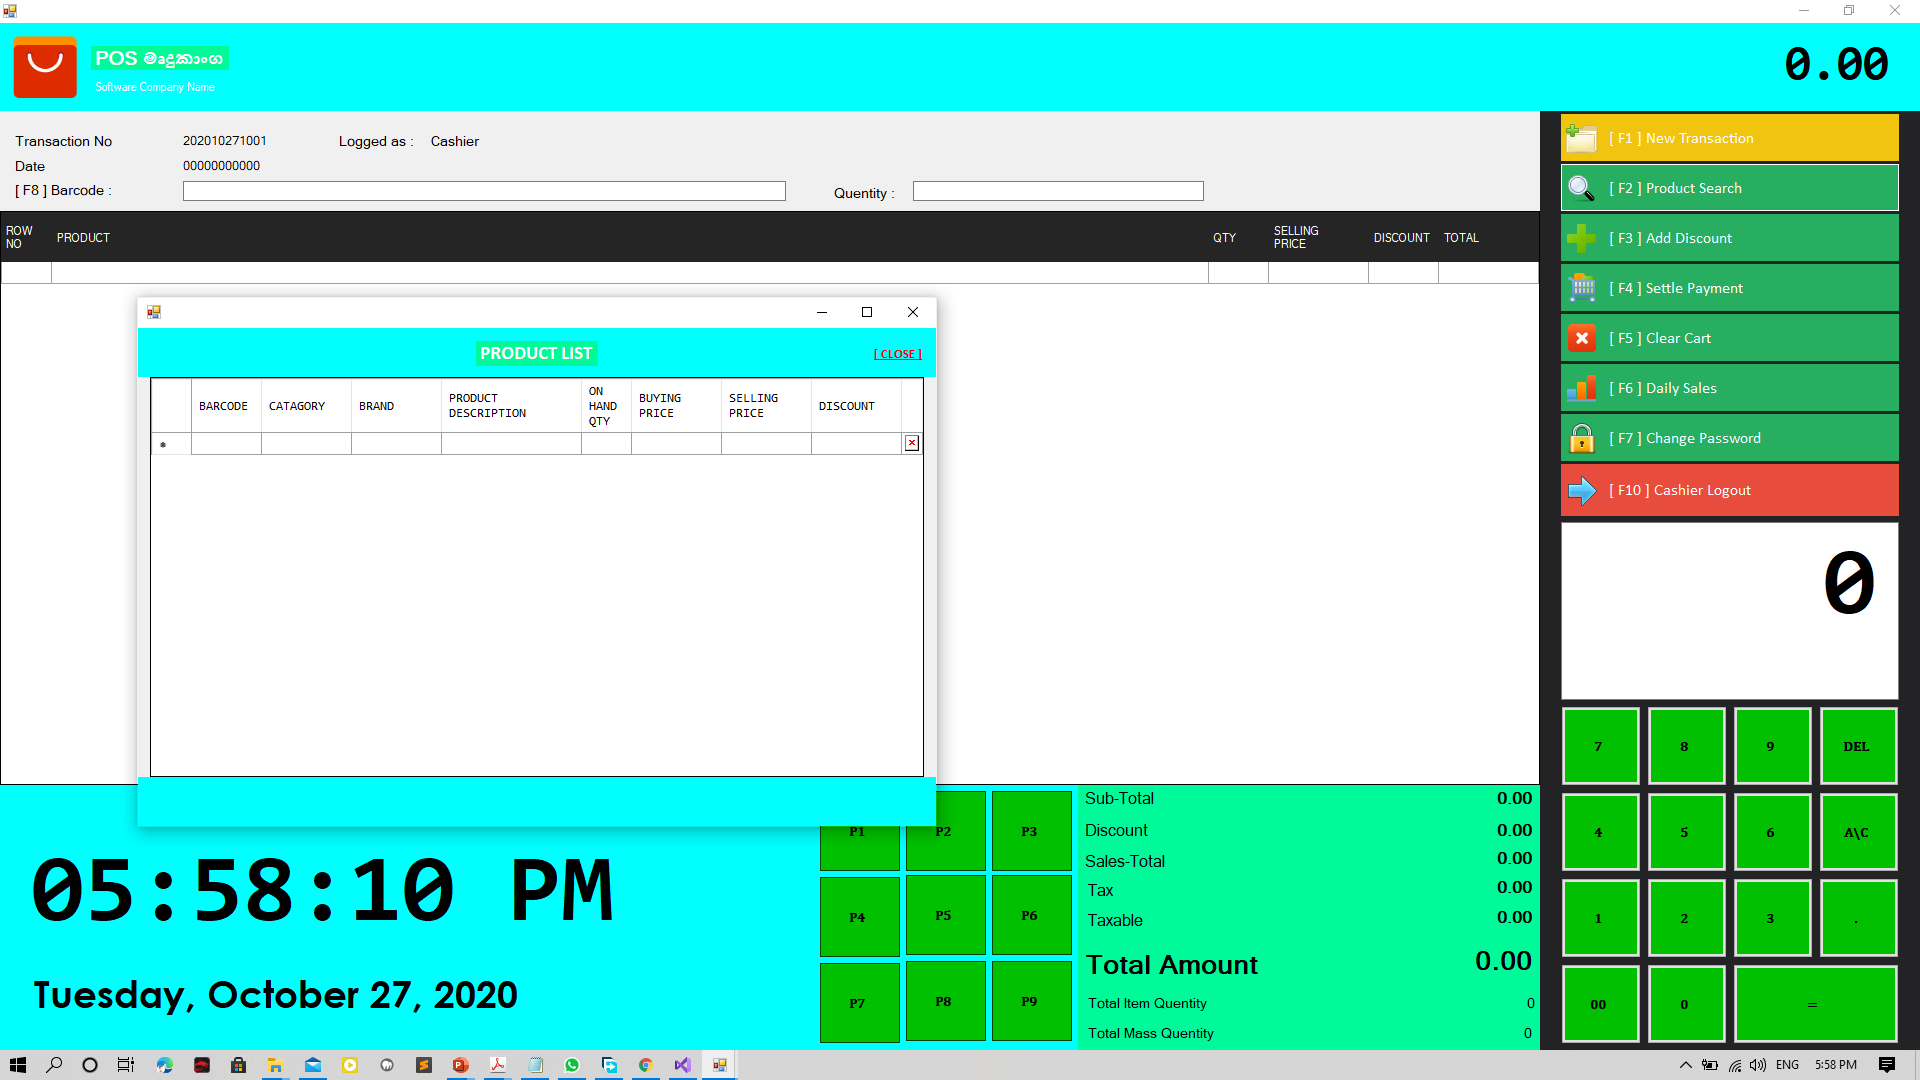 POS මෘදුකාංග
Software Company Name
0.00
Transaction No 202010271001 Logged as : Cashier
Date 00000000000
[ F8 ] Barcode : Quentity :
ROW NO PRODUCT QTY SELLING PRICE DISCOUNT TOTAL
[ F1 ] New Transaction
[ F2 ] Product Search
[ F3 ] Add Discount
[ F4 ] Settle Payment
[ F5 ] Clear Cart
[ F6 ] Daily Sales
[ F7 ] Change Password
[ F10 ] Cashier Logout
PRODUCT LIST [ CLOSE ]
BARCODE CATAGORY BRAND PRODUCT DESCRIPTION ON HAND QTY BUYING PRICE SELLING PRICE DISCOUNT
0
7 8 9 DEL
4 5 6 A\C
1 2 3 .
00 0 =
05:58:10 PM
Tuesday, October 27, 2020
P1 P2 P3
P4 P5 P6
P7 P8 P9
Sub-Total 0.00
Discount 0.00
Sales-Total 0.00
Tax 0.00
Taxable 0.00
Total Amount 0.00
Total Item Quentity 0
Total Mass Quentity 0
ENG 5:58 PM